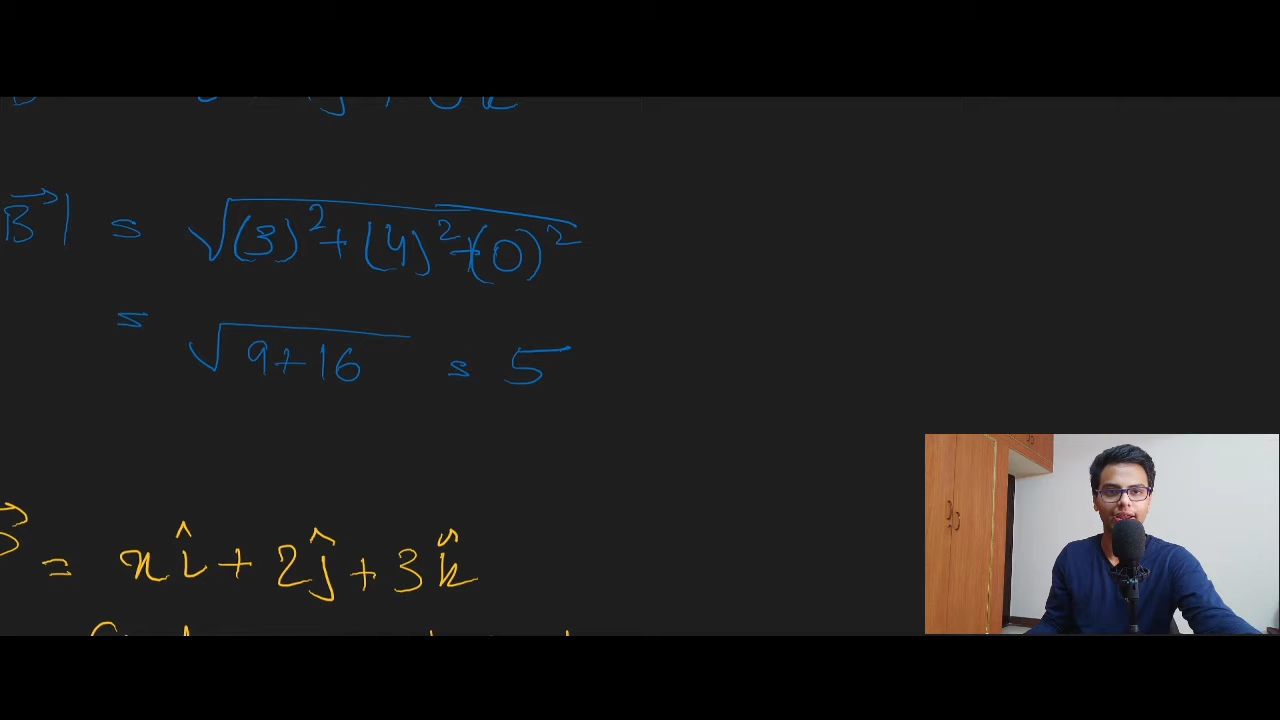 B⃗| = √(3)² + (4)² + (0)²
= √9+16 = 5
= xî + 2ĵ + 3k̂